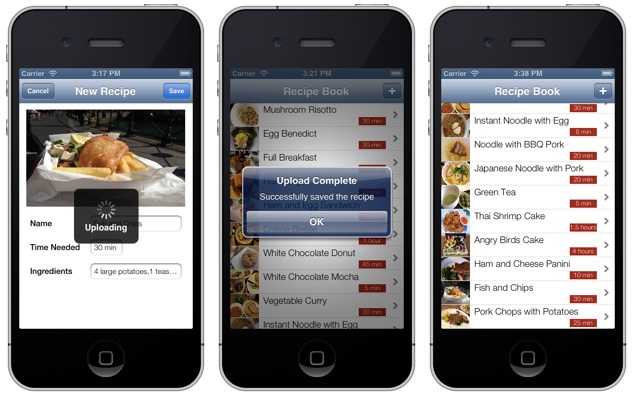 Carrier 3:17 PM
Cancel New Recipe Save
Uploading
Name
Time Needed 30 min
Ingredients 4 large potatoes,1 teas...
Carrier 3:21 PM
Recipe Book +
Mushroom Risotto
30 min
Egg Benedict
30 min
Full Breakfast
Upload Complete
Successfully saved the recipe
OK
Ham and Egg Sandwich
1 hour
White Chocolate Donut
45 min
White Chocolate Mocha
5 min
Vegetable Curry
30 min
Instant Noodle with Egg
Carrier 3:38 PM
Recipe Book +
30 min
Instant Noodle with Egg
8 min
Noodle with BBQ Pork
20 min
Japanese Noodle with Pork
20 min
Green Tea
5 min
Thai Shrimp Cake
1.5 hours
Angry Birds Cake
4 hours
Ham and Cheese Panini
10 min
Fish and Chips
30 min
Pork Chops with Potatoes
25 min